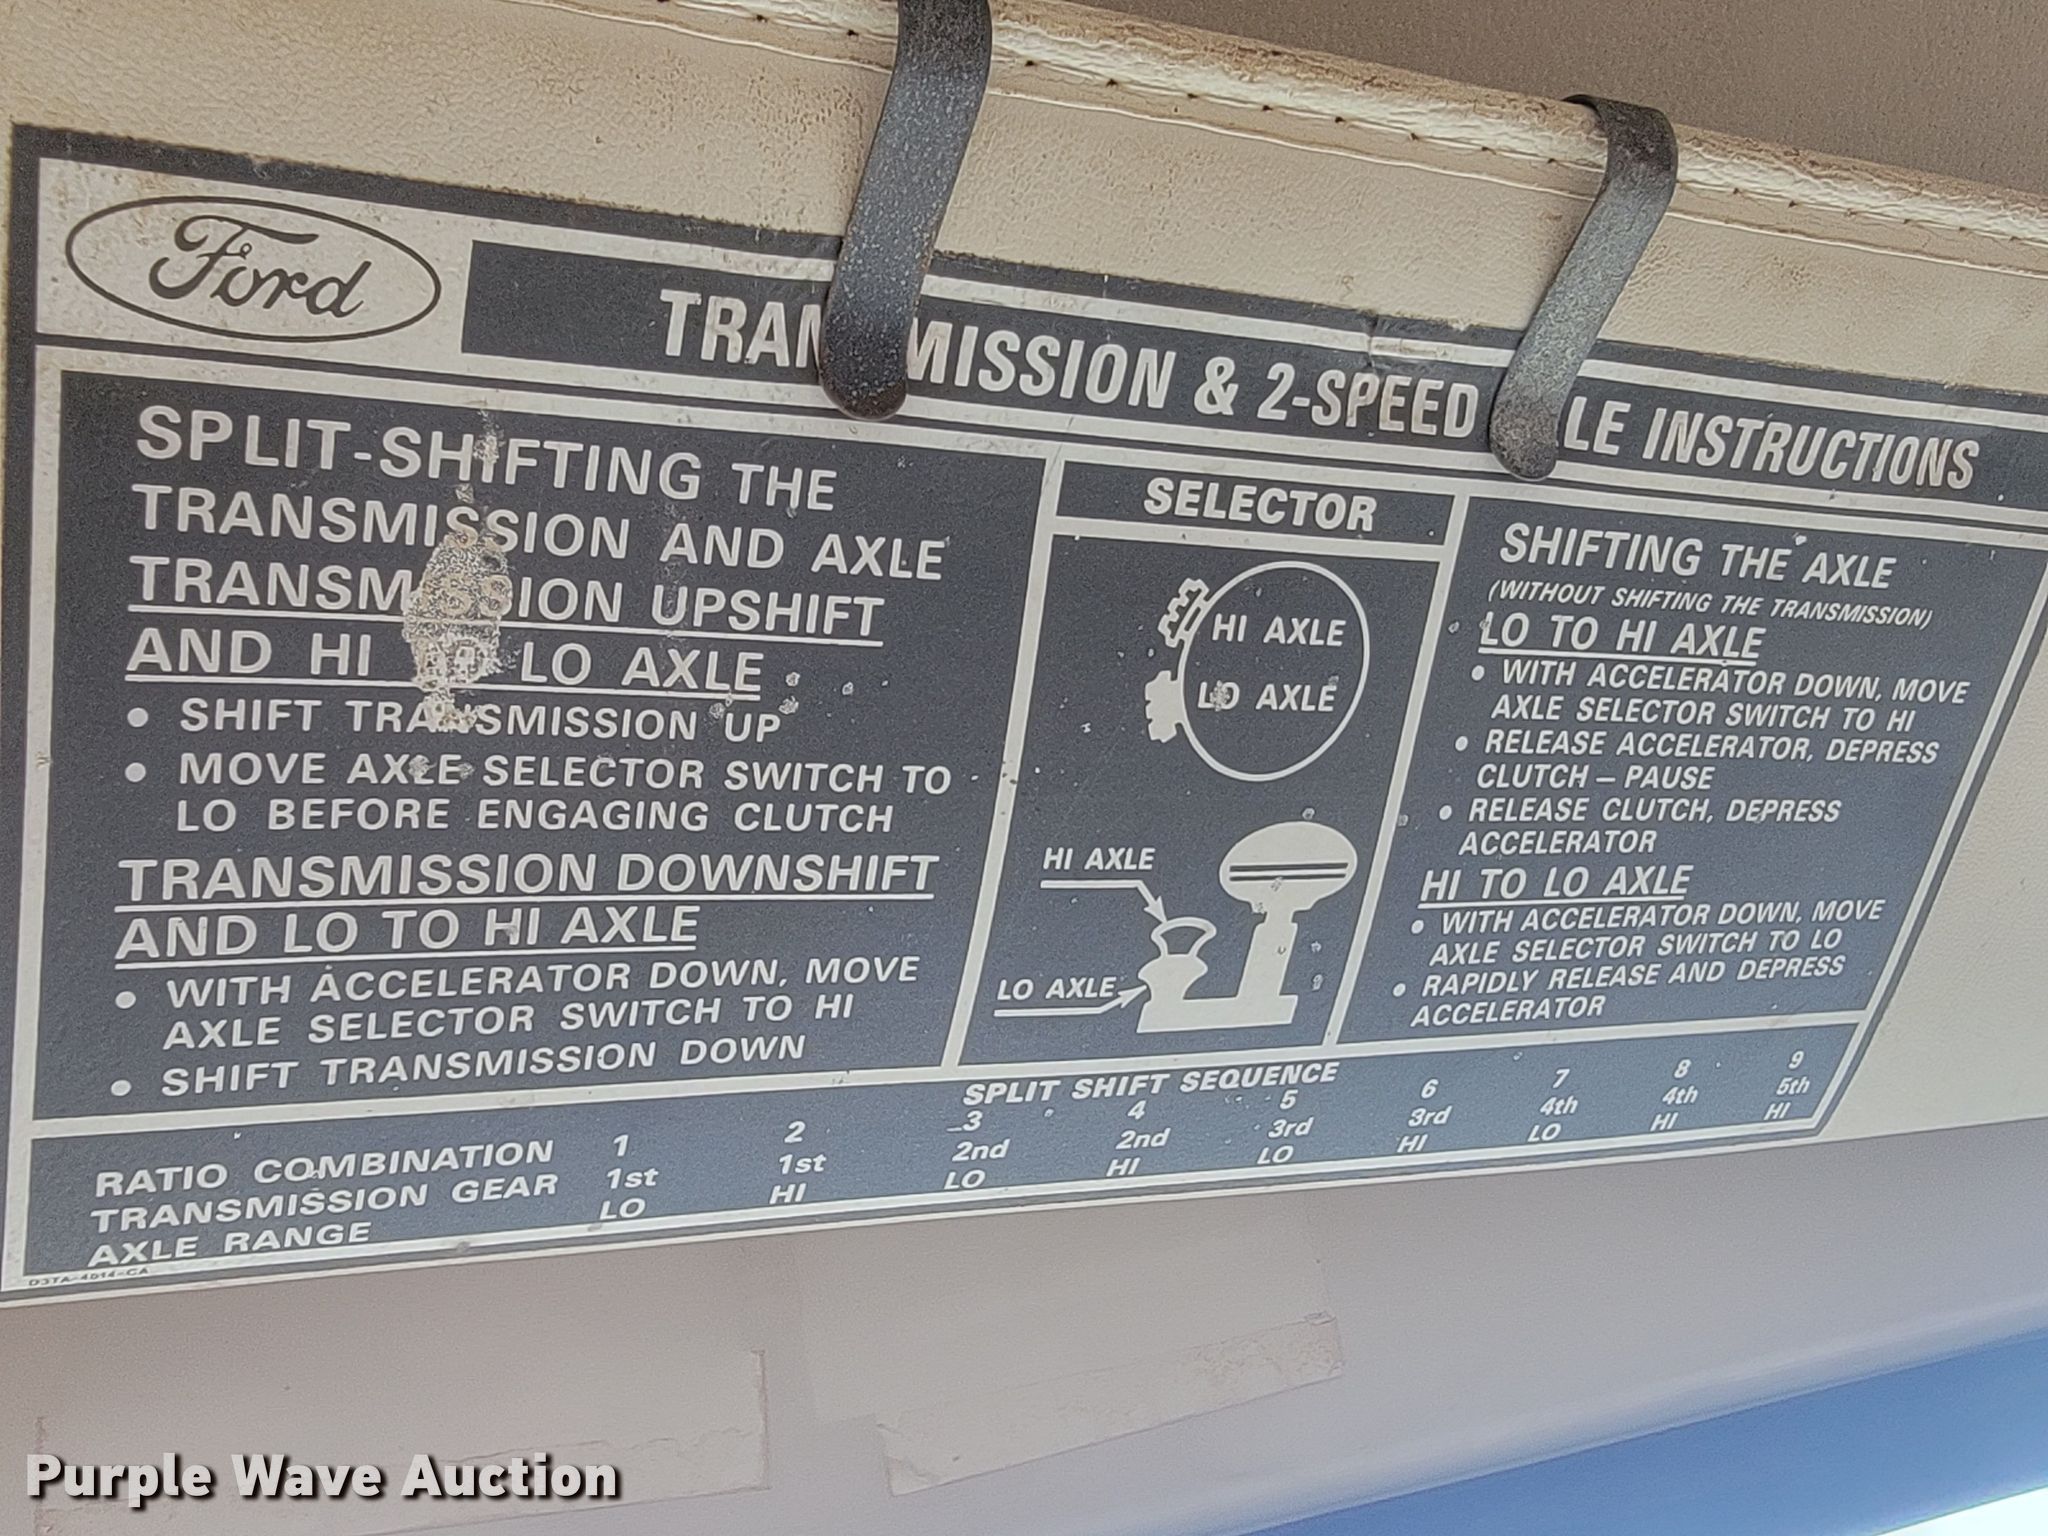 Ford
TRAN MISSION & 2-SPEED LE INSTRUCTIONS
SPLIT-SHIFTING THE
TRANSMISSION AND AXLE
TRANSMISSION UPSHIFT
AND HI TO LO AXLE
• SHIFT TRANSMISSION UP
• MOVE AXLE SELECTOR SWITCH TO
LO BEFORE ENGAGING CLUTCH
TRANSMISSION DOWNSHIFT
AND LO TO HI AXLE
• WITH ACCELERATOR DOWN, MOVE
AXLE SELECTOR SWITCH TO HI
• SHIFT TRANSMISSION DOWN
SELECTOR
HI AXLE
LO AXLE
HI AXLE
LO AXLE
SHIFTING THE AXLE
(WITHOUT SHIFTING THE TRANSMISSION)
LO TO HI AXLE
• WITH ACCELERATOR DOWN, MOVE
AXLE SELECTOR SWITCH TO HI
• RELEASE ACCELERATOR, DEPRESS
CLUTCH – PAUSE
• RELEASE CLUTCH, DEPRESS
ACCELERATOR
HI TO LO AXLE
• WITH ACCELERATOR DOWN, MOVE
AXLE SELECTOR SWITCH TO LO
• RAPIDLY RELEASE AND DEPRESS
ACCELERATOR
SPLIT SHIFT SEQUENCE
RATIO COMBINATION 1 2 3 4 5 6 7 8 9
TRANSMISSION GEAR 1st 1st 2nd 2nd 3rd 3rd 4th 4th 5th
AXLE RANGE LO HI LO HI LO HI LO HI HI
D3TA-4614-CA
Purple Wave Auction